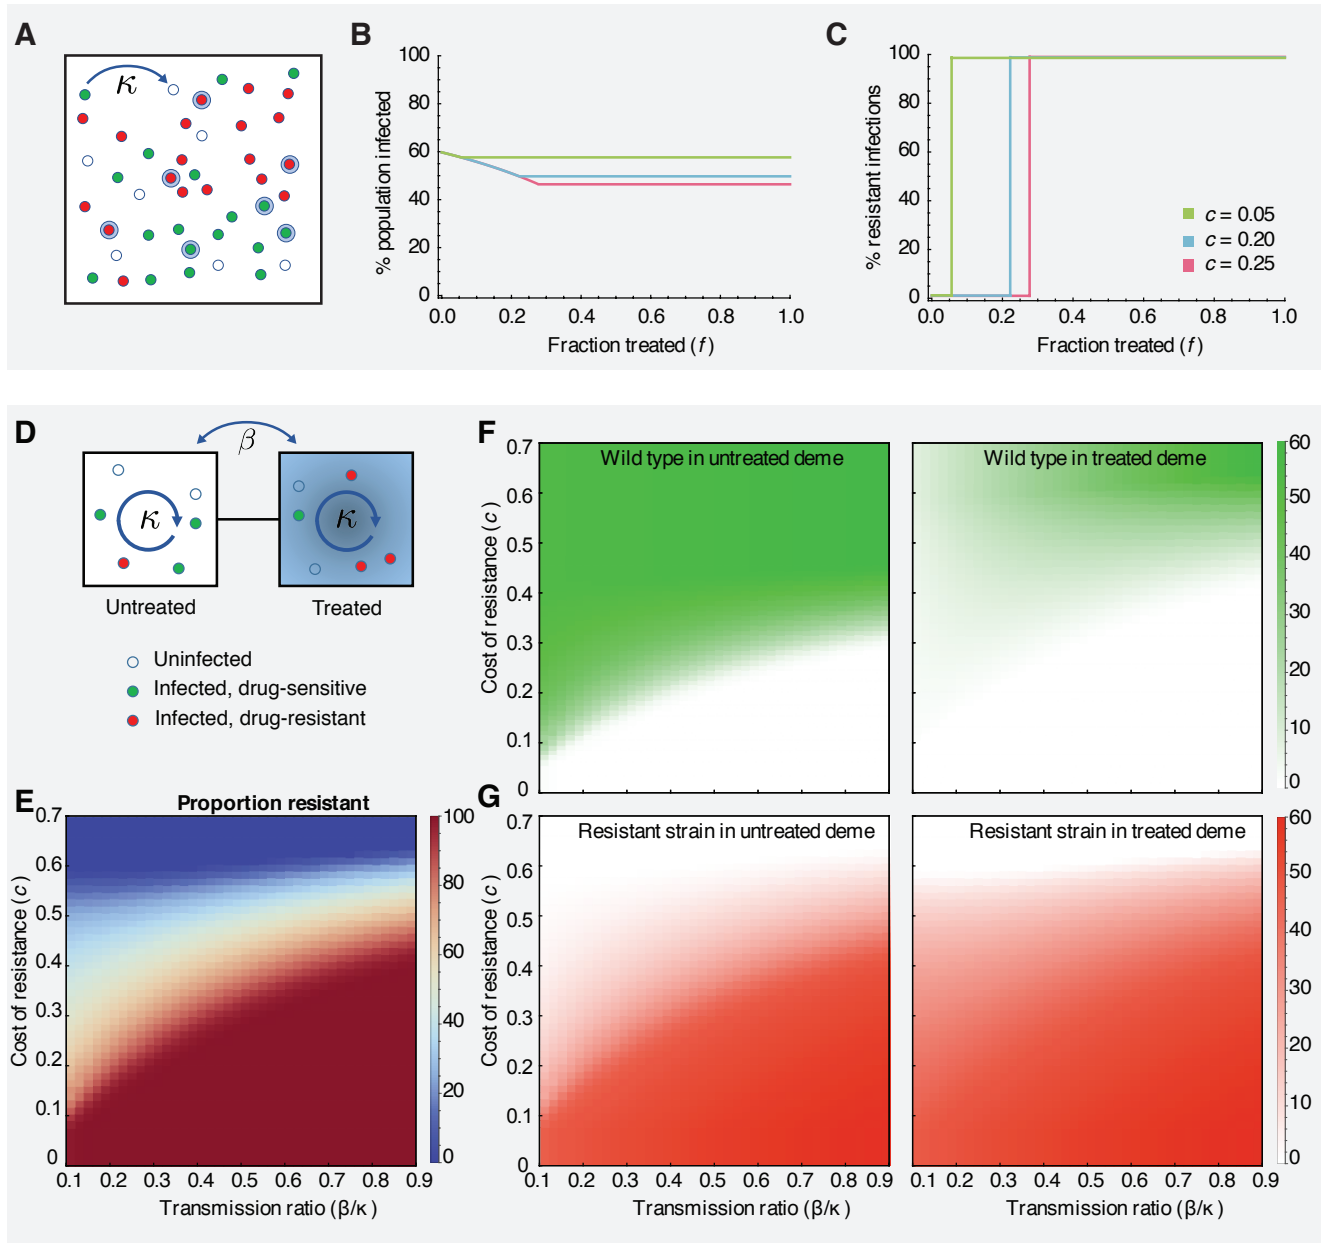 A
κ
B
100
80
60
40
20
0
% population infected
0.0 0.2 0.4 0.6 0.8 1.0
Fraction treated (f)
C
100
80
60
40
20
0
% resistant infections
c = 0.05
c = 0.20
c = 0.25
0.0 0.2 0.4 0.6 0.8 1.0
Fraction treated (f)
D
β
κ
κ
Untreated
Treated
Uninfected
Infected, drug-sensitive
Infected, drug-resistant
E
Proportion resistant
0.7
0.6
0.5
0.4
0.3
0.2
0.1
0
Cost of resistance (c)
0.1 0.2 0.3 0.4 0.5 0.6 0.7 0.8 0.9
Transmission ratio (β/κ)
100
80
60
40
20
0
F
Wild type in untreated deme
0.7
0.6
0.5
0.4
0.3
0.2
0.1
0
Cost of resistance (c)
Wild type in treated deme
60
50
40
30
20
10
0
G
Resistant strain in untreated deme
0.7
0.6
0.5
0.4
0.3
0.2
0.1
0
Cost of resistance (c)
0.1 0.2 0.3 0.4 0.5 0.6 0.7 0.8 0.9
Transmission ratio (β/κ)
Resistant strain in treated deme
0.1 0.2 0.3 0.4 0.5 0.6 0.7 0.8 0.9
Transmission ratio (β/κ)
60
50
40
30
20
10
0